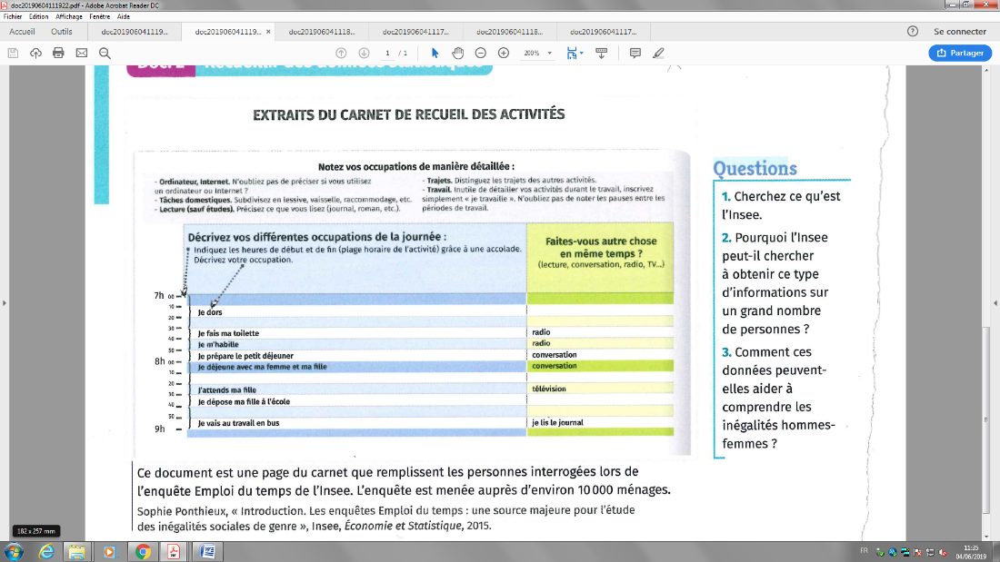 doc20190604111922.pdf - Adobe Acrobat Reader DC
Fichier Edition Affichage Fenêtre Aide
Accueil Outils doc201906041119... doc201906041119... × doc201906041118... doc201906041117... doc201906041118... doc201906041117... Se connecter
1 / 1 200% Partager
EXTRAITS DU CARNET DE RECUEIL DES ACTIVITÉS
Notez vos occupations de manière détaillée :
- Ordinateur, Internet. N'oubliez pas de préciser si vous utilisez
un ordinateur ou Internet ?
- Tâches domestiques. Subdivisez en lessive, vaisselle, raccommodage, etc.
- Lecture (sauf études). Précisez ce que vous lisez (journal, roman, etc.).
- Trajets. Distinguez les trajets des autres activités.
- Travail. Inutile de détailler vos activités durant le travail, inscrivez
simplement « je travaille ». N'oubliez pas de noter les pauses entre les
périodes de travail.
Décrivez vos différentes occupations de la journée :
Indiquez les heures de début et de fin (plage horaire de l'activité) grâce à une accolade.
Décrivez votre occupation.
Faites-vous autre chose
en même temps ?
(lecture, conversation, radio, TV...)
7h 00
10
Je dors
20
30
Je fais ma toilette radio
40
Je m'habille radio
50
Je prépare le petit déjeuner conversation
8h 00
Je déjeune avec ma femme et ma fille conversation
10
20
J'attends ma fille télévision
30
Je dépose ma fille à l'école
40
50
Je vais au travail en bus je lis le journal
9h
Questions
1. Cherchez ce qu'est
l'Insee.
2. Pourquoi l'Insee
peut-il chercher
à obtenir ce type
d'informations sur
un grand nombre
de personnes ?
3. Comment ces
données peuvent-
elles aider à
comprendre les
inégalités hommes-
femmes ?
Ce document est une page du carnet que remplissent les personnes interrogées lors de
l'enquête Emploi du temps de l'Insee. L'enquête est menée auprès d'environ 10 000 ménages.
Sophie Ponthieux, « Introduction. Les enquêtes Emploi du temps : une source majeure pour l'étude
des inégalités sociales de genre », Insee, Économie et Statistique, 2015.
182 x 257 mm
FR
11:35
04/06/2019